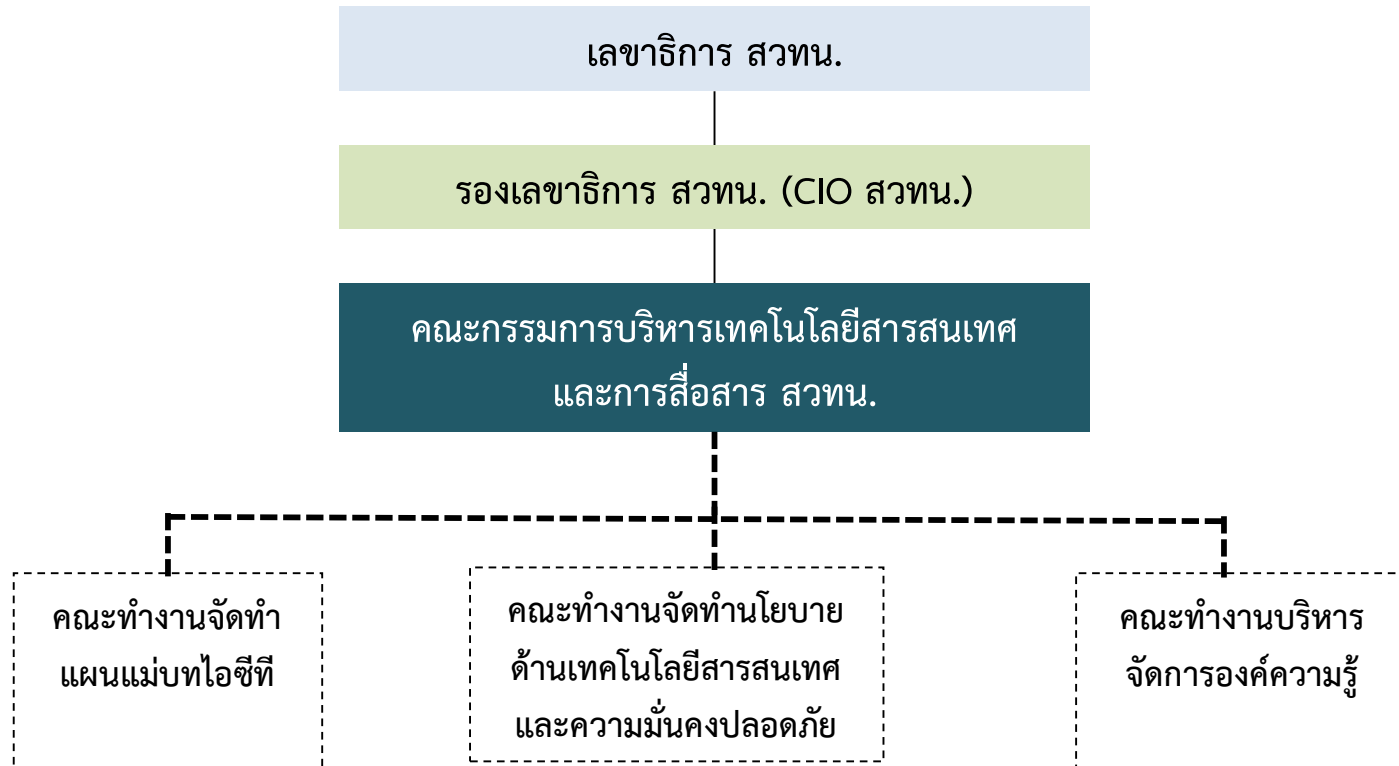 เลขาธิการ สวทน.
รองเลขาธิการ สวทน. (CIO สวทน.)
คณะกรรมการบริหารเทคโนโลยีสารสนเทศ
และการสื่อสาร สวทน.
คณะทำงานจัดทำ
แผนแม่บทไอซีที
คณะทำงานจัดทำนโยบาย
ด้านเทคโนโลยีสารสนเทศ
และความมั่นคงปลอดภัย
คณะทำงานบริหาร
จัดการองค์ความรู้